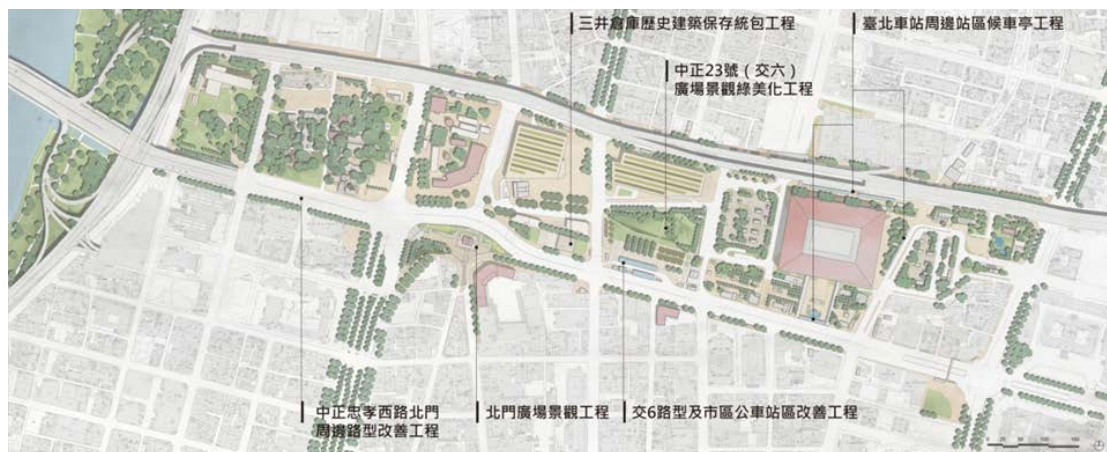 三井倉庫歷史建築保存統包工程
臺北車站周邊站區候車亭工程
中正23號（交六）
廣場景觀綠美化工程
中正忠孝西路北門
周邊路型改善工程
北門廣場景觀工程
交6路型及市區公車站區改善工程